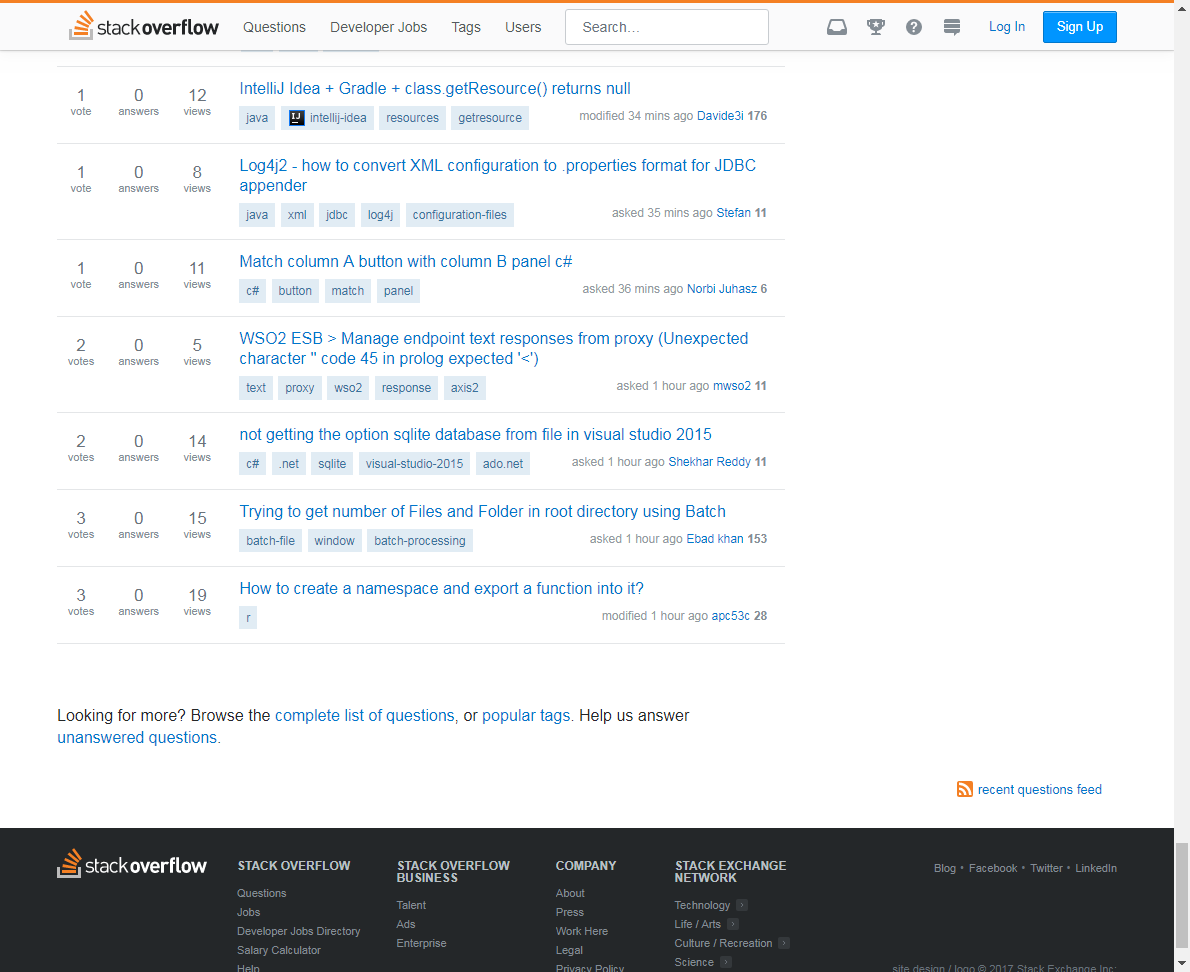 stackoverflow Questions Developer Jobs Tags Users Search… Log In Sign Up
1 vote 0 answers 12 views
IntelliJ Idea + Gradle + class.getResource() returns null
java intellij-idea resources getresource
modified 34 mins ago Davide3i 176
1 vote 0 answers 8 views
Log4j2 - how to convert XML configuration to .properties format for JDBC
appender
java xml jdbc log4j configuration-files
asked 35 mins ago Stefan 11
1 vote 0 answers 11 views
Match column A button with column B panel c#
c# button match panel
asked 36 mins ago Norbi Juhasz 6
2 votes 0 answers 5 views
WSO2 ESB > Manage endpoint text responses from proxy (Unexpected
character '' code 45 in prolog expected '<')
text proxy wso2 response axis2
asked 1 hour ago mwso2 11
2 votes 0 answers 14 views
not getting the option sqlite database from file in visual studio 2015
c# .net sqlite visual-studio-2015 ado.net
asked 1 hour ago Shekhar Reddy 11
3 votes 0 answers 15 views
Trying to get number of Files and Folder in root directory using Batch
batch-file window batch-processing
asked 1 hour ago Ebad khan 153
3 votes 0 answers 19 views
How to create a namespace and export a function into it?
r
modified 1 hour ago apc53c 28
Looking for more? Browse the complete list of questions, or popular tags. Help us answer
unanswered questions.
recent questions feed
stackoverflow
STACK OVERFLOW
Questions
Jobs
Developer Jobs Directory
Salary Calculator
Help
STACK OVERFLOW
BUSINESS
Talent
Ads
Enterprise
COMPANY
About
Press
Work Here
Legal
Privacy Policy
STACK EXCHANGE
NETWORK
Technology
Life / Arts
Culture / Recreation
Science
Blog • Facebook • Twitter • LinkedIn
site design / logo © 2017 Stack Exchange Inc;